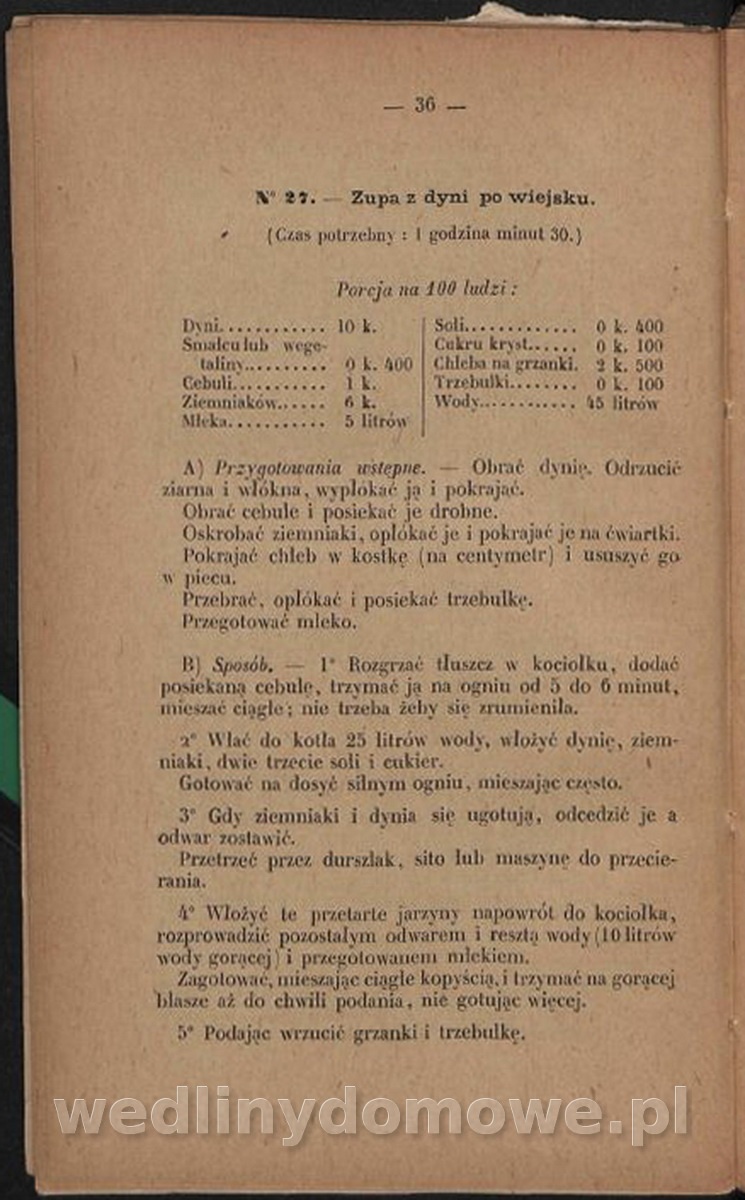 — 36 —
N° 27. — Zupa z dyni po wiejsku.
(Czas potrzebny : 1 godzina minut 30.)
Porcja na 100 ludzi :
Dyni............ 10 k.
Smalcu lub wege-
taliny.......... 0 k. 400
Cebuli........... 1 k.
Ziemniaków...... 6 k.
Mleka........... 5 litrów
Soli............. 0 k. 400
Cukru kryst...... 0 k. 100
Chleba na grzanki. 2 k. 500
Trzebulki........ 0 k. 100
Wody............ 45 litrów
A) Przygotowania wstępne. — Obrać dynię. Odrzucić
ziarna i włókna, wypłókać ją i pokrajać.
Obrać cebule i posiekać je drobne.
Oskrobać ziemniaki, opłókać je i pokrajać je na ćwiartki.
Pokrajać chleb w kostkę (na centymetr) i ususzyć go
w piecu.
Przebrać, opłókać i posiekać trzebulkę.
Przegotować mleko.
B) Sposób. — 1° Rozgrzać tłuszcz w kociołku, dodać
posiekaną cebulę, trzymać ją na ogniu od 5 do 6 minut,
mieszać ciągle; nie trzeba żeby się zrumieniła.
2° Wlać do kotła 25 litrów wody, włożyć dynię, ziem-
niaki, dwie trzecie soli i cukier.
Gotować na dosyć silnym ogniu, mieszając często.
3° Gdy ziemniaki i dynia się ugotują, odcedzić je a
odwar zostawić.
Przetrzeć przez durszlak, sito lub maszynę do przecie-
rania.
4° Włożyć te przetarte jarzyny napowrót do kociołka,
rozprowadzić pozostałym odwarem i resztą wody (10 litrów
wody gorącej) i przegotowanem mlekiem.
Zagotować, mieszając ciągle kopyścią, i trzymać na gorącej
blasze aż do chwili podania, nie gotując więcej.
5° Podając wrzucić grzanki i trzebulkę.
wedlinydomowe.pl